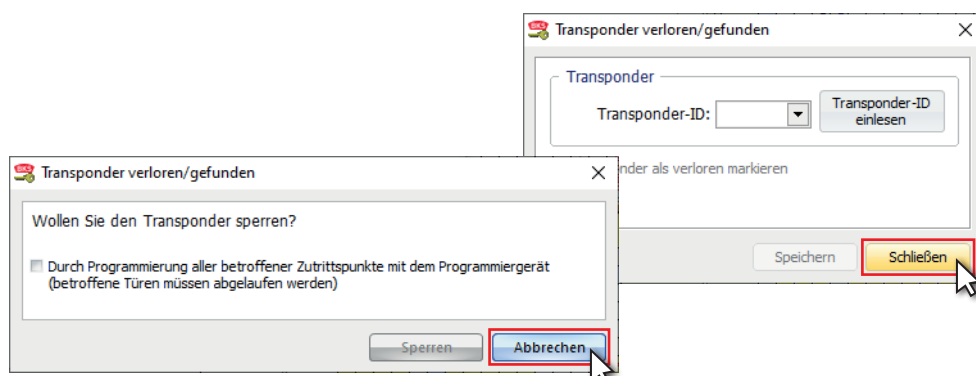 BKS Transponder verloren/gefunden
Transponder
Transponder-ID:
Transponder-ID
einlesen
nder als verloren markieren
Speichern
Schließen
BKS Transponder verloren/gefunden
Wollen Sie den Transponder sperren?
Durch Programmierung aller betroffener Zutrittspunkte mit dem Programmiergerät
(betroffene Türen müssen abgelaufen werden)
Sperren
Abbrechen